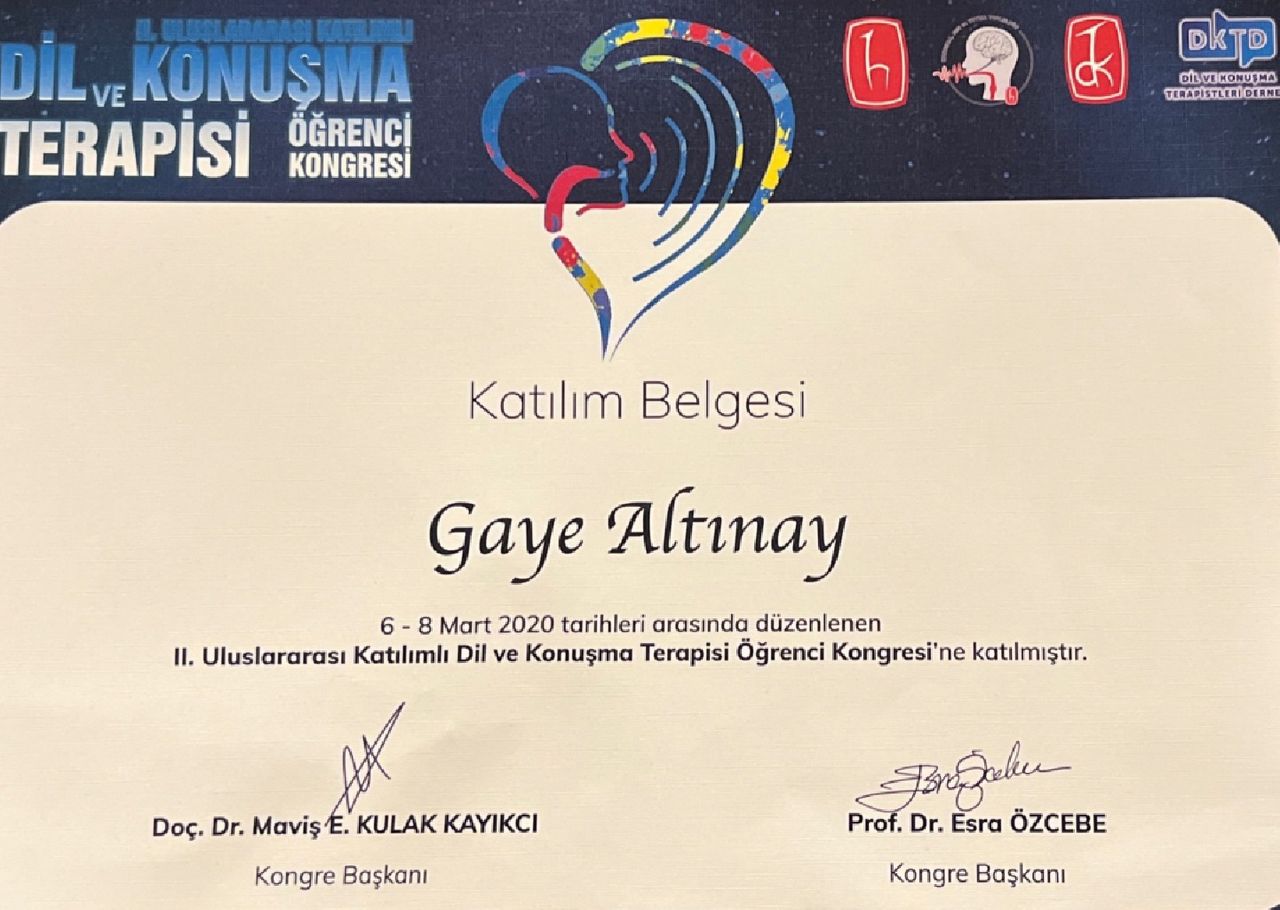 II. ULUSLARARASI KATILIMLI
DİL VE KONUŞMA
TERAPİSİ ÖĞRENCİ
KONGRESİ
DKTD
DİL VE KONUŞMA
TERAPİSTLERİ DERNE
Katılım Belgesi
Gaye Altınay
6 - 8 Mart 2020 tarihleri arasında düzenlenen
II. Uluslararası Katılımlı Dil ve Konuşma Terapisi Öğrenci Kongresi'ne katılmıştır.
Doç. Dr. Maviş E. KULAK KAYIKCI
Kongre Başkanı
Prof. Dr. Esra ÖZCEBE
Kongre Başkanı